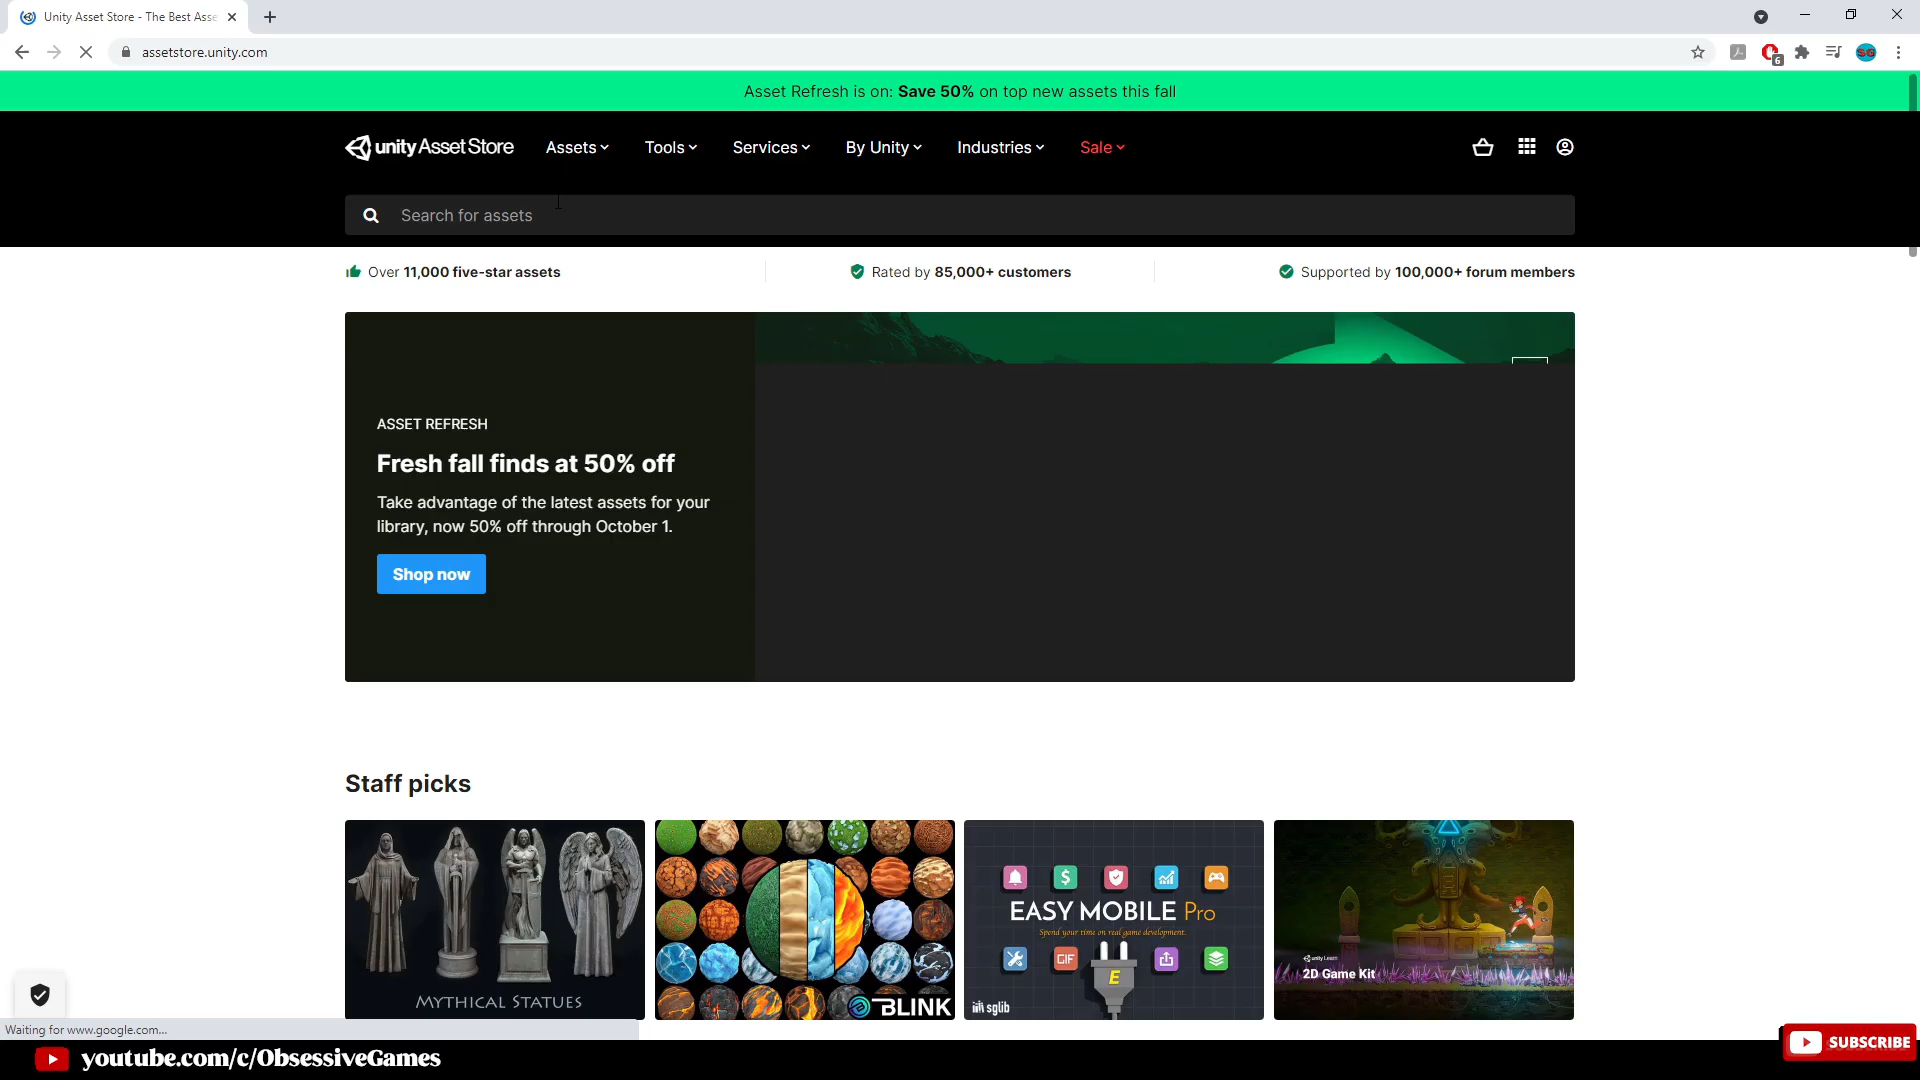 Unity Asset Store - The Best Asse
assetstore.unity.com
6
Asset Refresh is on: Save 50% on top new assets this fall
unity Asset Store
Assets
Tools
Services
By Unity
Industries
Sale
Search for assets
Over 11,000 five-star assets
Rated by 85,000+ customers
Supported by 100,000+ forum members
ASSET REFRESH
Fresh fall finds at 50% off
Take advantage of the latest assets for your
library, now 50% off through October 1.
Shop now
Staff picks
MYTHICAL STATUES
BLINK
EASY MOBILE Pro
Spend your time on real game development.
GIF
E
sglib
unity Learn
2D Game Kit
Waiting for www.google.com...
youtube.com/c/ObsessiveGames
SUBSCRIBE